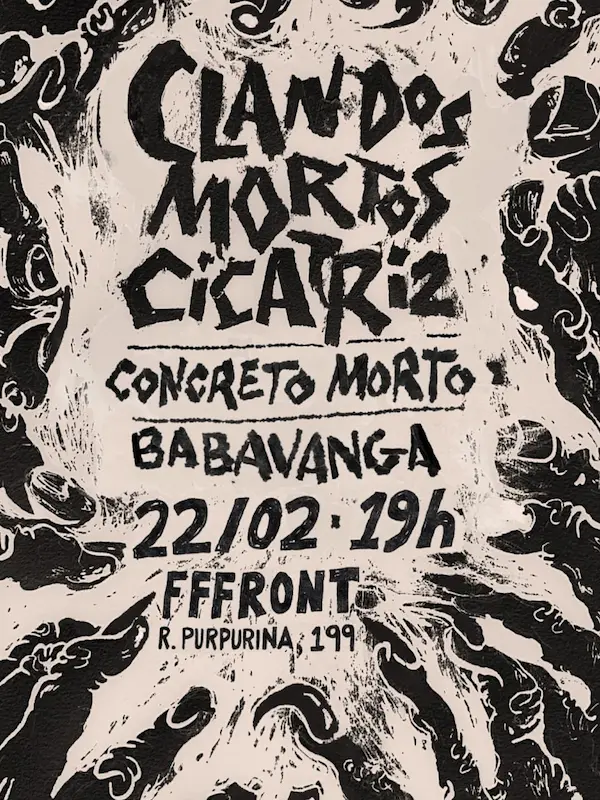 CLAN DOS
MORTOS
CiCATRiZ
CONCRETO MORTO
BABAVANGA
22/02 · 19h
FFFRONT
R. PURPURINA, 199